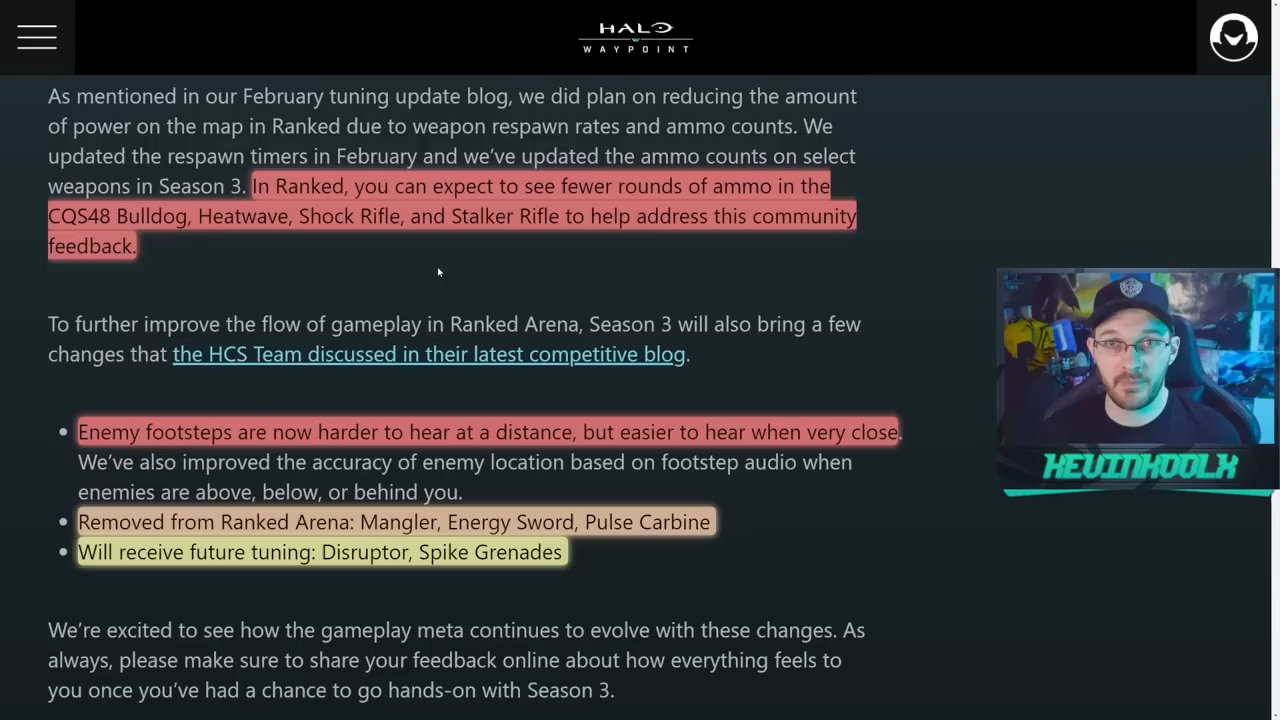 HALO
WAYPOINT
As mentioned in our February tuning update blog, we did plan on reducing the amount
of power on the map in Ranked due to weapon respawn rates and ammo counts. We
updated the respawn timers in February and we've updated the ammo counts on select
weapons in Season 3. In Ranked, you can expect to see fewer rounds of ammo in the
CQS48 Bulldog, Heatwave, Shock Rifle, and Stalker Rifle to help address this community
feedback.
To further improve the flow of gameplay in Ranked Arena, Season 3 will also bring a few
changes that the HCS Team discussed in their latest competitive blog.
• Enemy footsteps are now harder to hear at a distance, but easier to hear when very close.
We've also improved the accuracy of enemy location based on footstep audio when
enemies are above, below, or behind you.
• Removed from Ranked Arena: Mangler, Energy Sword, Pulse Carbine
• Will receive future tuning: Disruptor, Spike Grenades
KEVINKOOLX
We're excited to see how the gameplay meta continues to evolve with these changes. As
always, please make sure to share your feedback online about how everything feels to
you once you've had a chance to go hands-on with Season 3.